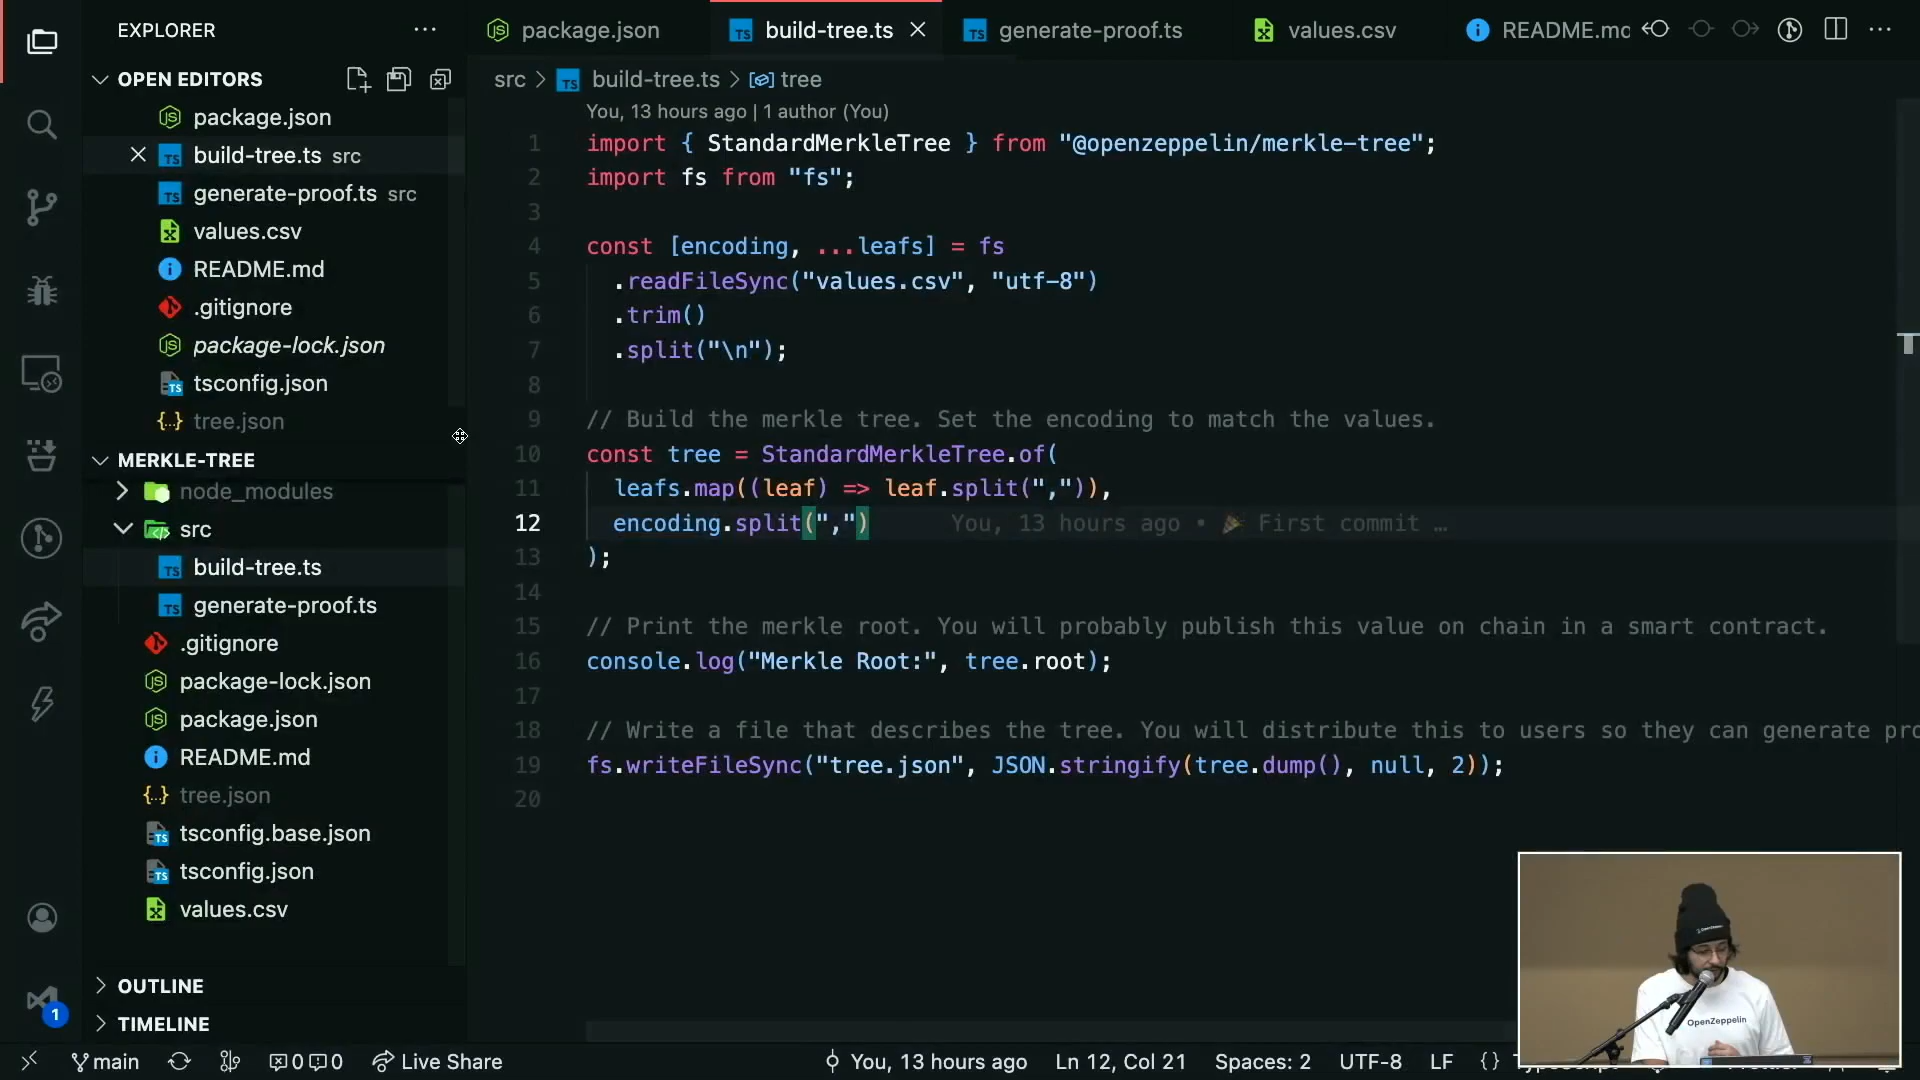 EXPLORER
OPEN EDITORS
package.json
build-tree.ts src
generate-proof.ts src
values.csv
README.md
.gitignore
package-lock.json
tsconfig.json
tree.json
MERKLE-TREE
node_modules
src
build-tree.ts
generate-proof.ts
.gitignore
package-lock.json
package.json
README.md
tree.json
tsconfig.base.json
tsconfig.json
values.csv
OUTLINE
TIMELINE
package.json
build-tree.ts
generate-proof.ts
values.csv
README.mo
src > build-tree.ts > tree
You, 13 hours ago | 1 author (You)
1 import { StandardMerkleTree } from "@openzeppelin/merkle-tree";
2 import fs from "fs";
3
4 const [encoding, ...leafs] = fs
5 .readFileSync("values.csv", "utf-8")
6 .trim()
7 .split("\n");
8
9 // Build the merkle tree. Set the encoding to match the values.
10 const tree = StandardMerkleTree.of(
11 leafs.map((leaf) => leaf.split(",")),
12 encoding.split(",") You, 13 hours ago • 🎉 First commit …
13 );
14
15 // Print the merkle root. You will probably publish this value on chain in a smart contract.
16 console.log("Merkle Root:", tree.root);
17
18 // Write a file that describes the tree. You will distribute this to users so they can generate pro
19 fs.writeFileSync("tree.json", JSON.stringify(tree.dump(), null, 2));
20
OpenZeppelin
1
main
0 0
Live Share
You, 13 hours ago
Ln 12, Col 21
Spaces: 2
UTF-8
LF
{}